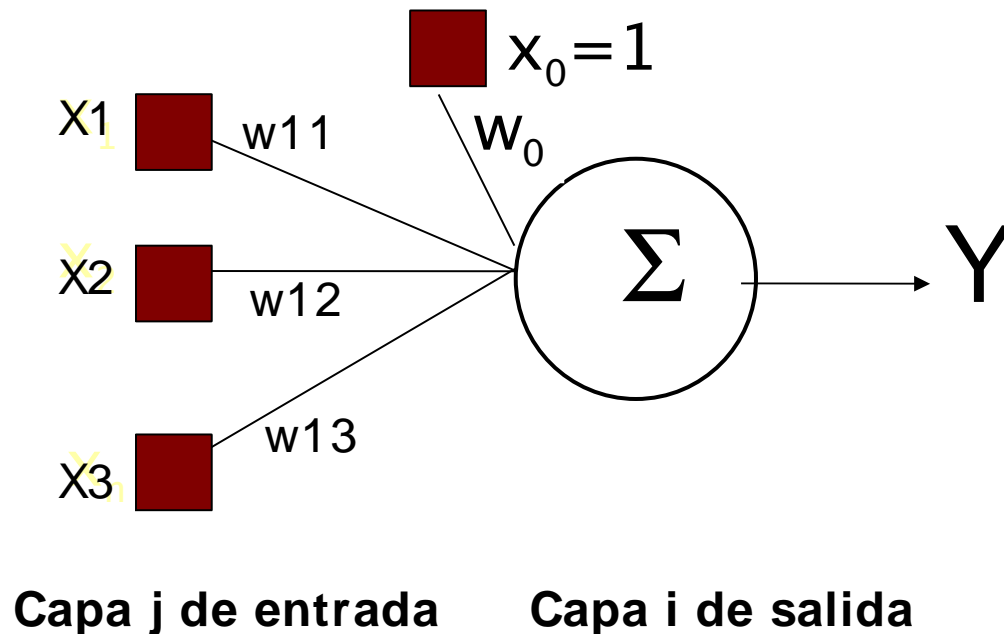 x₀=1
X1
w11
w₀
Σ
Y
X2
w12
w13
X3
Capa j de entrada
Capa i de salida